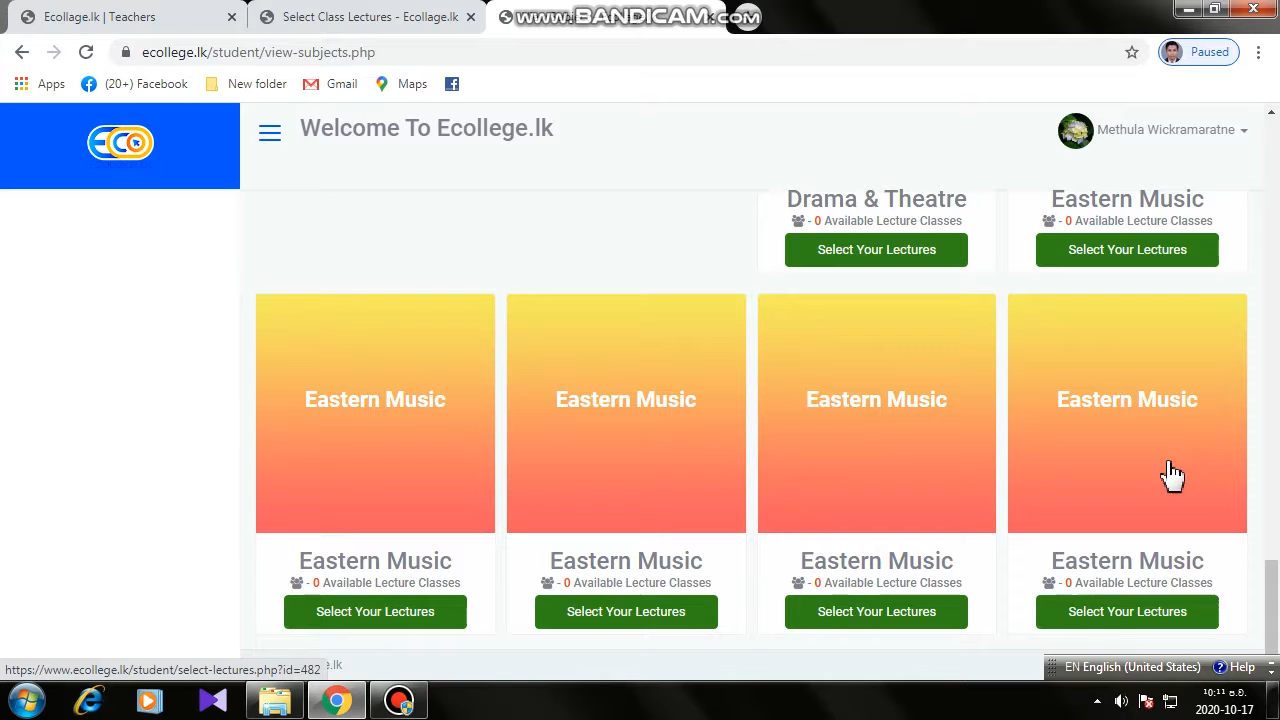 Ecollage.lk | Teachers
Select Class Lectures - Ecollage.lk
www.BANDICAM.com
ecollege.lk/student/view-subjects.php
Paused
Apps
(20+) Facebook
New folder
Gmail
Maps
ECO
Welcome To Ecollege.lk
Methula Wickramaratne
Drama & Theatre
Eastern Music
- 0 Available Lecture Classes
- 0 Available Lecture Classes
Select Your Lectures
Select Your Lectures
Eastern Music
Eastern Music
Eastern Music
Eastern Music
Eastern Music
Eastern Music
Eastern Music
Eastern Music
- 0 Available Lecture Classes
- 0 Available Lecture Classes
- 0 Available Lecture Classes
- 0 Available Lecture Classes
Select Your Lectures
Select Your Lectures
Select Your Lectures
Select Your Lectures
https://www.ecollege.lk/student/select-lectures.php?id=482
e.lk
EN English (United States)
Help
2020-10-17